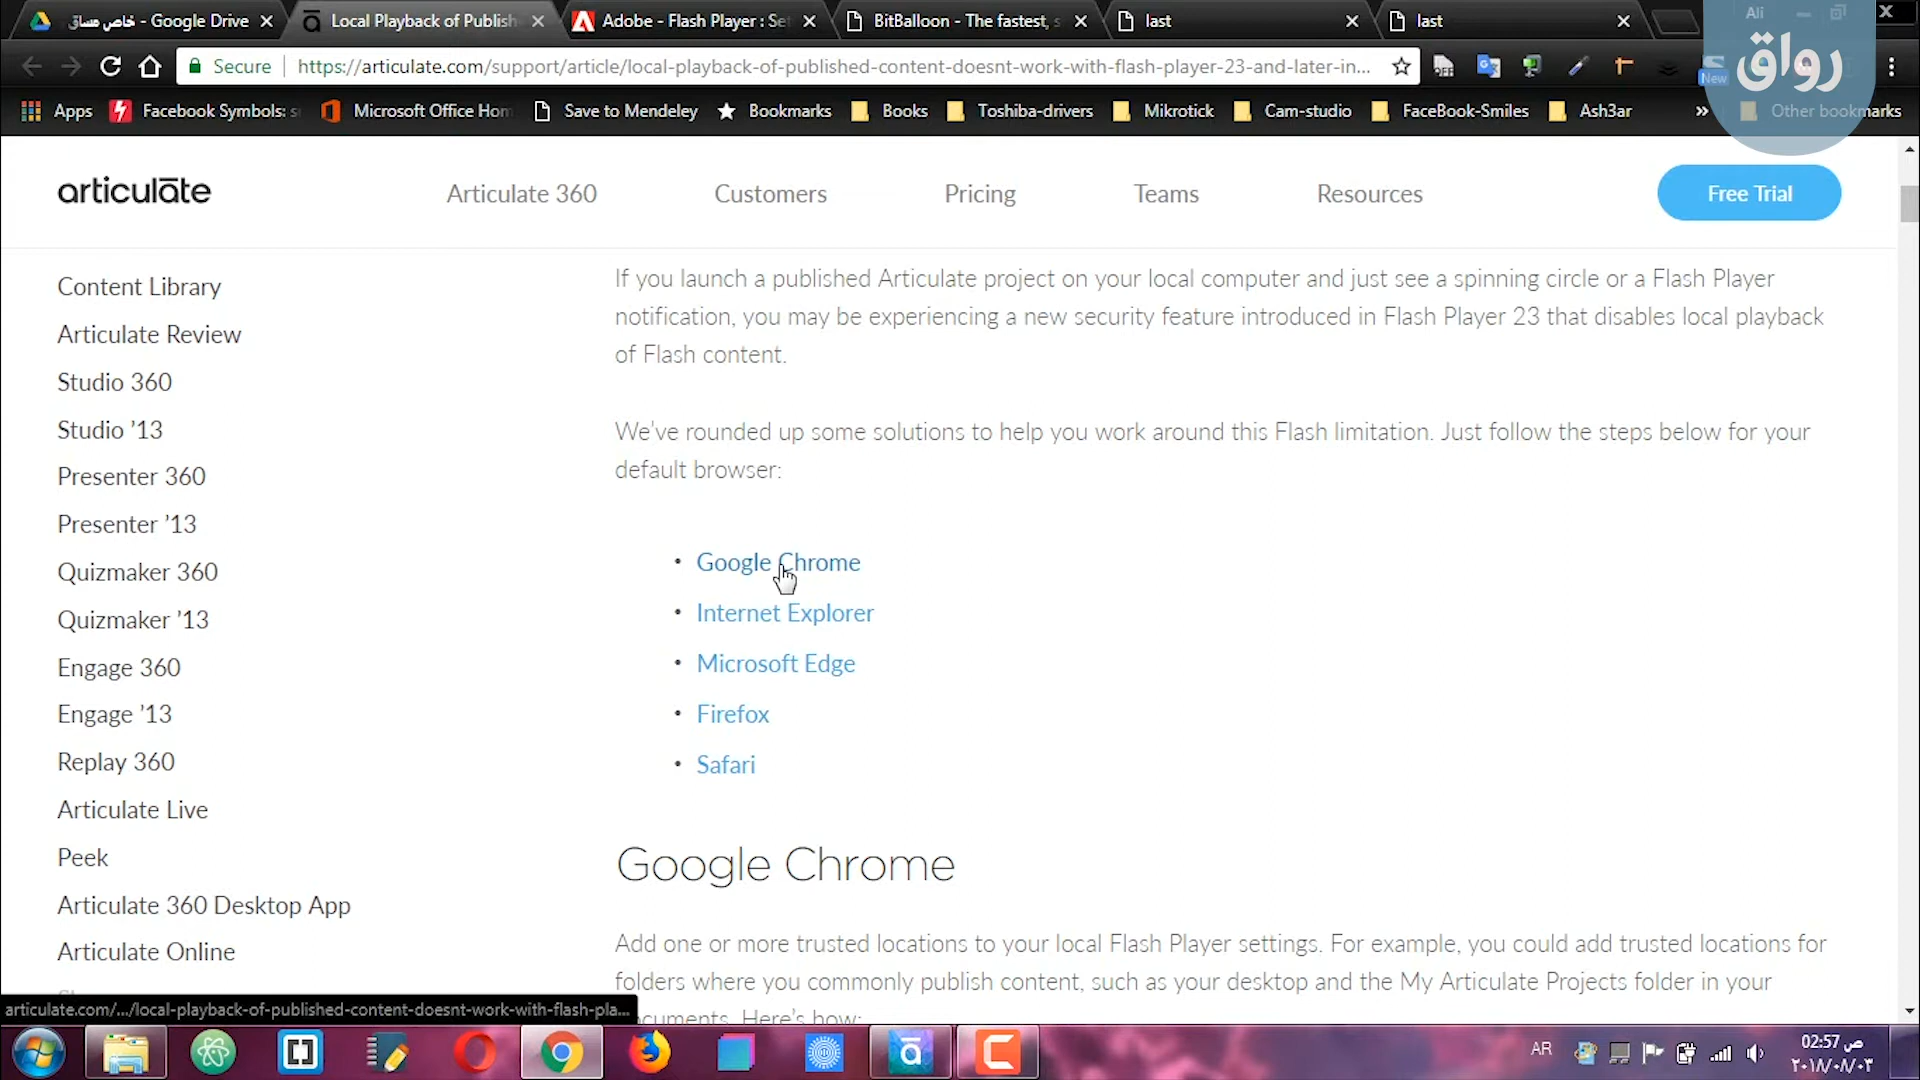 خاص مساق - Google Drive
Local Playback of Publish
Adobe - Flash Player : Se
BitBalloon - The fastest, s
last
last
Ali
Secure
https://articulate.com/support/article/local-playback-of-published-content-doesnt-work-with-flash-player-23-and-later-in...
New
رواق
Apps
Facebook Symbols: s
Microsoft Office Hom
Save to Mendeley
Bookmarks
Books
Toshiba-drivers
Mikrotick
Cam-studio
FaceBook-Smiles
Ash3ar
»
Other bookmarks
articulāte
Articulate 360
Customers
Pricing
Teams
Resources
Free Trial
Content Library
Articulate Review
Studio 360
Studio ’13
Presenter 360
Presenter ’13
Quizmaker 360
Quizmaker ’13
Engage 360
Engage ’13
Replay 360
Articulate Live
Peek
Articulate 360 Desktop App
Articulate Online
If you launch a published Articulate project on your local computer and just see a spinning circle or a Flash Player
notification, you may be experiencing a new security feature introduced in Flash Player 23 that disables local playback
of Flash content.
We’ve rounded up some solutions to help you work around this Flash limitation. Just follow the steps below for your
default browser:
• Google Chrome
• Internet Explorer
• Microsoft Edge
• Firefox
• Safari
Google Chrome
Add one or more trusted locations to your local Flash Player settings. For example, you could add trusted locations for
folders where you commonly publish content, such as your desktop and the My Articulate Projects folder in your
documents. Here’s how:
articulate.com/.../local-playback-of-published-content-doesnt-work-with-flash-pla...
AR
02:57 ص
٢٠١٨/٠٨/٠٣